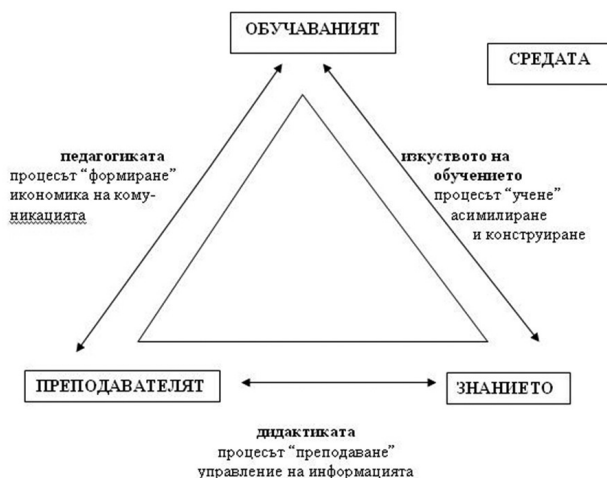 ОБУЧАВАНИЯТ
СРЕДАТА
педагогиката
процесът “формиране”
икономика на кому-
никацията
изкуството на
обучението
процесът “учене”
асимилиране
и конструиране
ПРЕПОДАВАТЕЛЯТ
ЗНАНИЕТО
дидактиката
процесът “преподаване”
управление на информацията